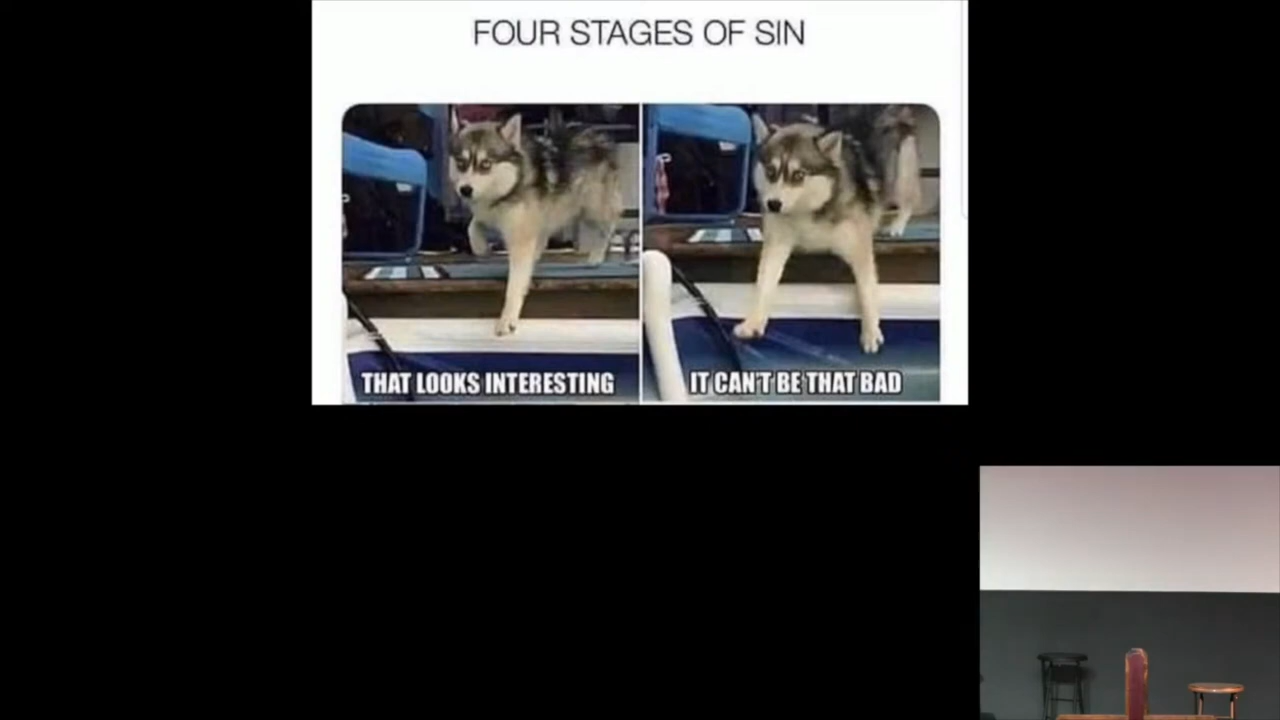 FOUR STAGES OF SIN
THAT LOOKS INTERESTING
IT CAN'T BE THAT BAD